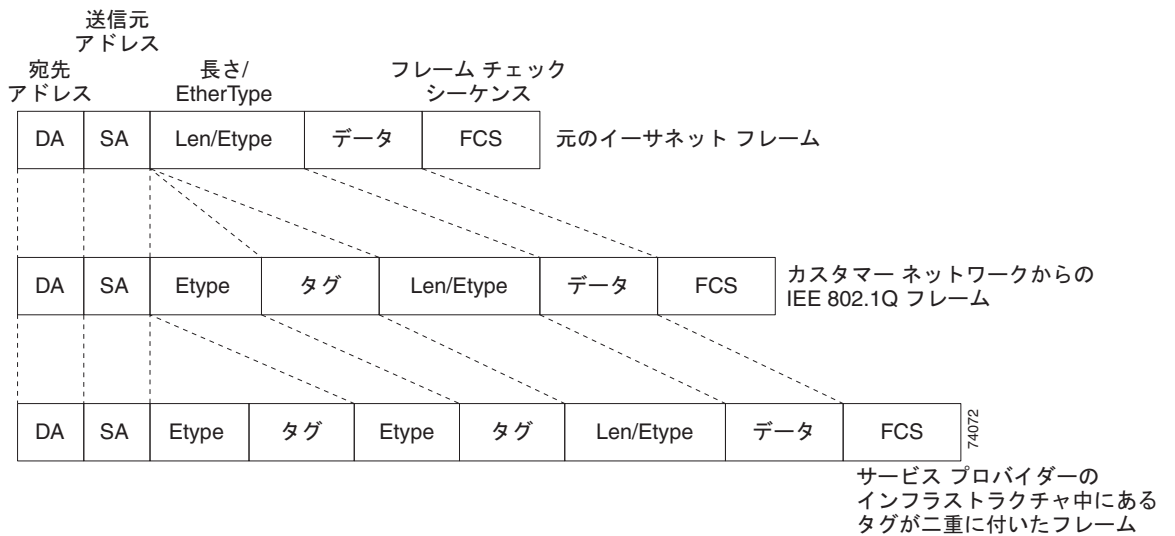 送信元
アドレス
宛先
アドレス
長さ/
EtherType
フレーム チェック
シーケンス
DA SA Len/Etype データ FCS 元のイーサネット フレーム
DA SA Etype タグ Len/Etype データ FCS
カスタマー ネットワークからの
IEE 802.1Q フレーム
DA SA Etype タグ Etype タグ Len/Etype データ FCS
74072
サービス プロバイダーの
インフラストラクチャ中にある
タグが二重に付いたフレーム